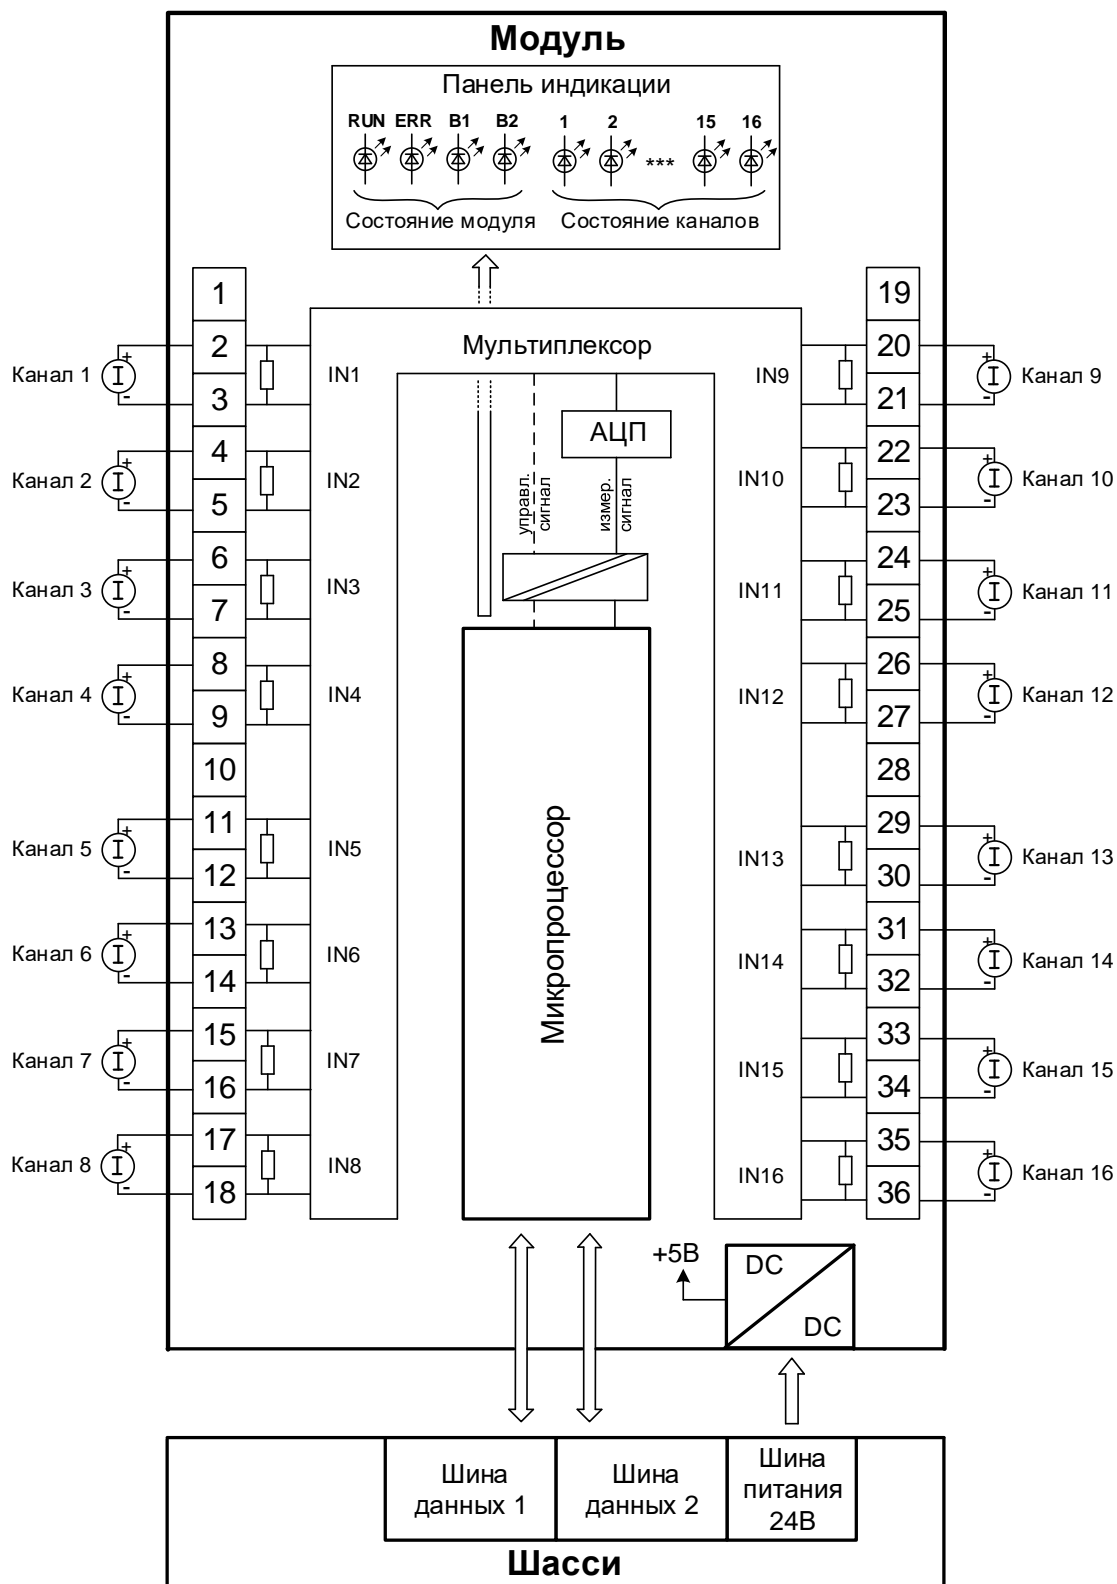 Модуль
Панель индикации
RUN ERR B1 B2 1 2 *** 15 16
Состояние модуля Состояние каналов
Мультиплексор
АЦП
управл.
сигнал
измер.
сигнал
Микропроцессор
1
Канал 1 + - I 2 3 IN1
Канал 2 + - I 4 5 IN2
Канал 3 + - I 6 7 IN3
Канал 4 + - I 8 9 IN4
10
Канал 5 + - I 11 12 IN5
Канал 6 + - I 13 14 IN6
Канал 7 + - I 15 16 IN7
Канал 8 + - I 17 18 IN8
19
IN9 20 21 + - I Канал 9
IN10 22 23 + - I Канал 10
IN11 24 25 + - I Канал 11
IN12 26 27 + - I Канал 12
28
IN13 29 30 + - I Канал 13
IN14 31 32 + - I Канал 14
IN15 33 34 + - I Канал 15
IN16 35 36 + - I Канал 16
+5В
DC
DC
Шина
данных 1
Шина
данных 2
Шина
питания
24В
Шасси